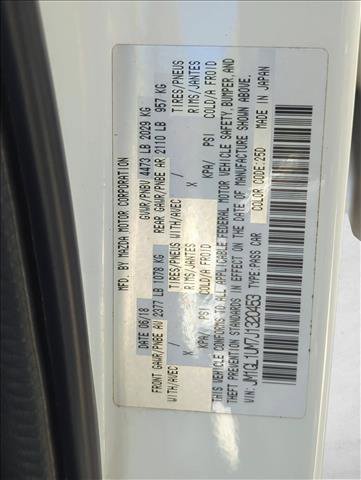 MFD. BY MAZDA MOTOR CORPORATION
DATE 06/18 GVWR/PNBV 4473 LB 2029 KG
FRONT GAWR/PNBE AV 2377 LB 1078 KG REAR GAWR/PNBE AR 2110 LB 957 KG
WITH/AVEC TIRES/PNEUS WITH/AVEC TIRES/PNEUS
X RIMS/JANTES X RIMS/JANTES
/ KPA/ PSI COLD/A FROID / KPA/ PSI COLD/A FROID
THIS VEHICLE CONFORMS TO ALL APPLICABLE FEDERAL MOTOR VEHICLE SAFETY, BUMPER, AND
THEFT PREVENTION STANDARDS IN EFFECT ON THE DATE OF MANUFACTURE SHOWN ABOVE.
VIN: JM1GL1UM7J1320453 TYPE:PASS CAR COLOR CODE:25D MADE IN JAPAN